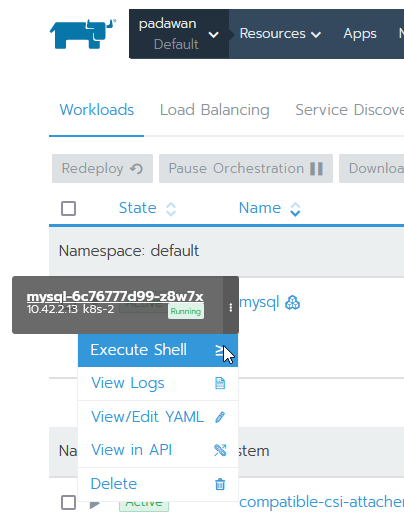 padawan
Default
Resources
Apps
Workloads
Load Balancing
Service Discove
Redeploy
Pause Orchestration
Downloa
State
Name
Namespace: default
mysql-6c76777d99-z8w7x
10.42.2.13 k8s-2
Running
mysql
Execute Shell
View Logs
View/Edit YAML
View in API
Na
stem
Delete
Active
compatible-csi-attacher